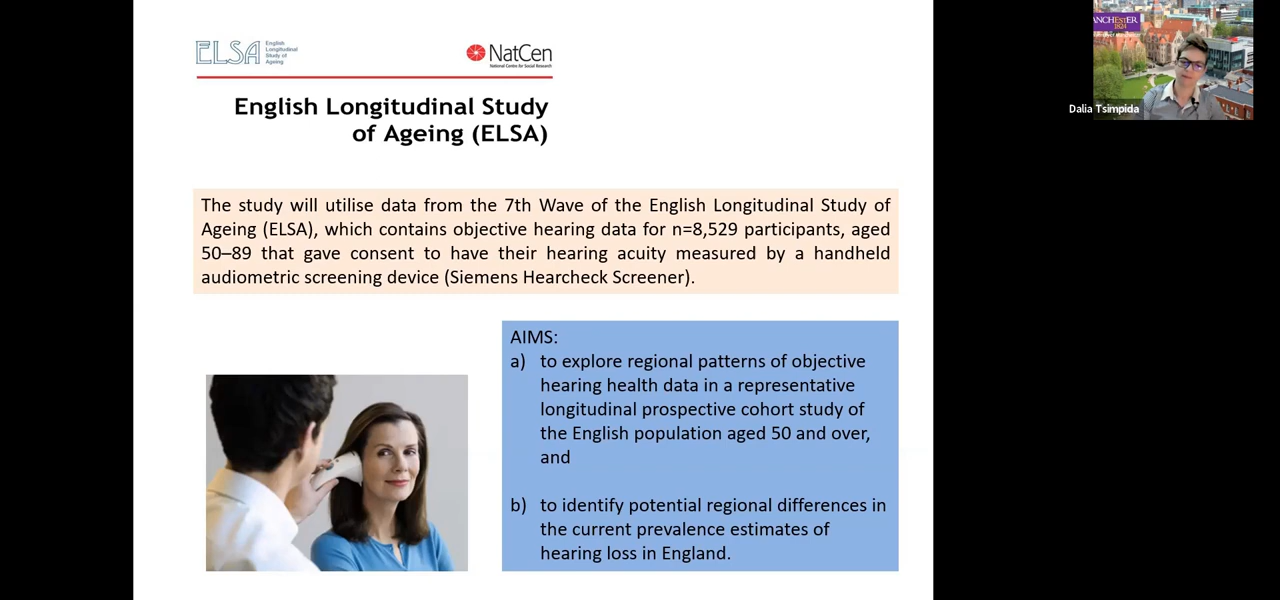 ELSA
English
Longitudinal
Study of
Ageing
NatCen
National Centre for Social Research
English Longitudinal Study
of Ageing (ELSA)
The study will utilise data from the 7th Wave of the English Longitudinal Study of
Ageing (ELSA), which contains objective hearing data for n=8,529 participants, aged
50–89 that gave consent to have their hearing acuity measured by a handheld
audiometric screening device (Siemens Hearcheck Screener).
AIMS:
a) to explore regional patterns of objective
hearing health data in a representative
longitudinal prospective cohort study of
the English population aged 50 and over,
and
b) to identify potential regional differences in
the current prevalence estimates of
hearing loss in England.
ANCHESTER
1824
Dalia Tsimpida